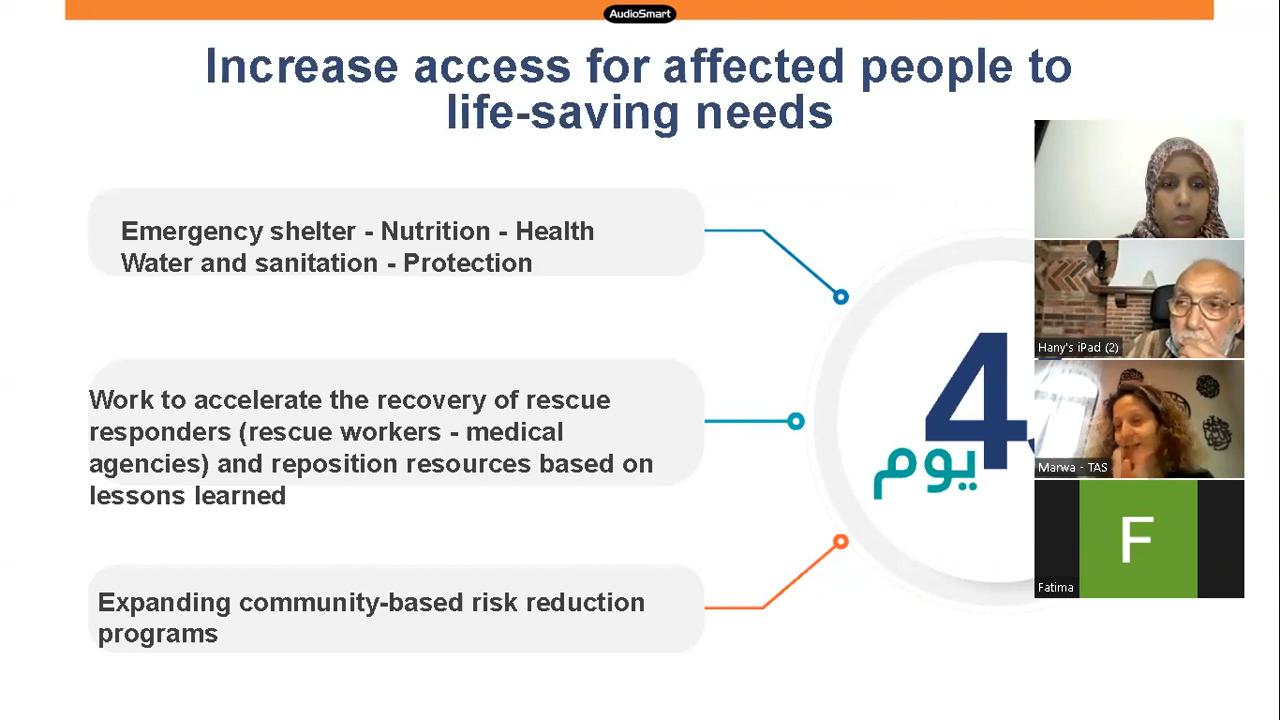 AudioSmart
Increase access for affected people to
life-saving needs
Emergency shelter - Nutrition - Health
Water and sanitation - Protection
Work to accelerate the recovery of rescue
responders (rescue workers - medical
agencies) and reposition resources based on
lessons learned
Expanding community-based risk reduction
programs
4
يوم
Hany's iPad (2)
Marwa - TAS
F
Fatima